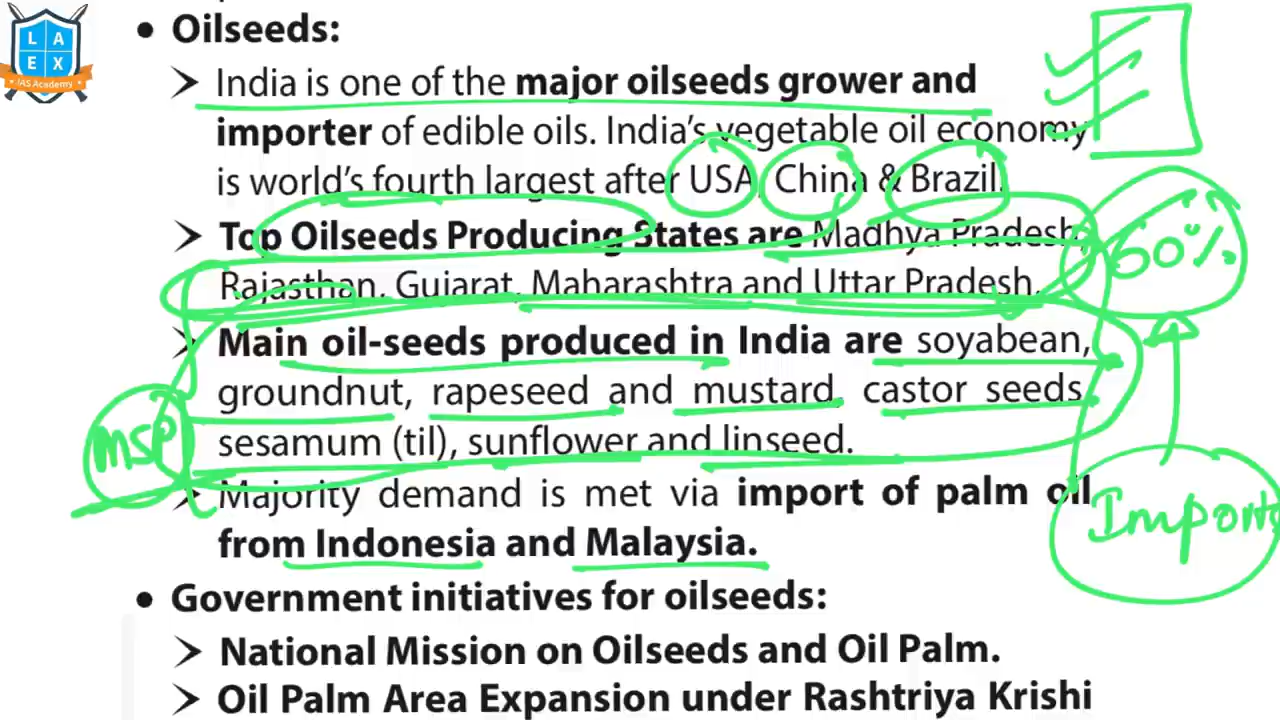 LA
EX
IAS Academy
• Oilseeds:
➤ India is one of the major oilseeds grower and
importer of edible oils. India's vegetable oil economy
is world's fourth largest after USA, China & Brazil.
➤ Top Oilseeds Producing States are Madhya Pradesh,
60%
Rajasthan, Gujarat, Maharashtra and Uttar Pradesh.
➤ Main oil-seeds produced in India are soyabean,
groundnut, rapeseed and mustard, castor seeds,
MSP
sesamum (til), sunflower and linseed.
➤ Majority demand is met via import of palm oil
Import
from Indonesia and Malaysia.
• Government initiatives for oilseeds:
➤ National Mission on Oilseeds and Oil Palm.
➤ Oil Palm Area Expansion under Rashtriya Krishi